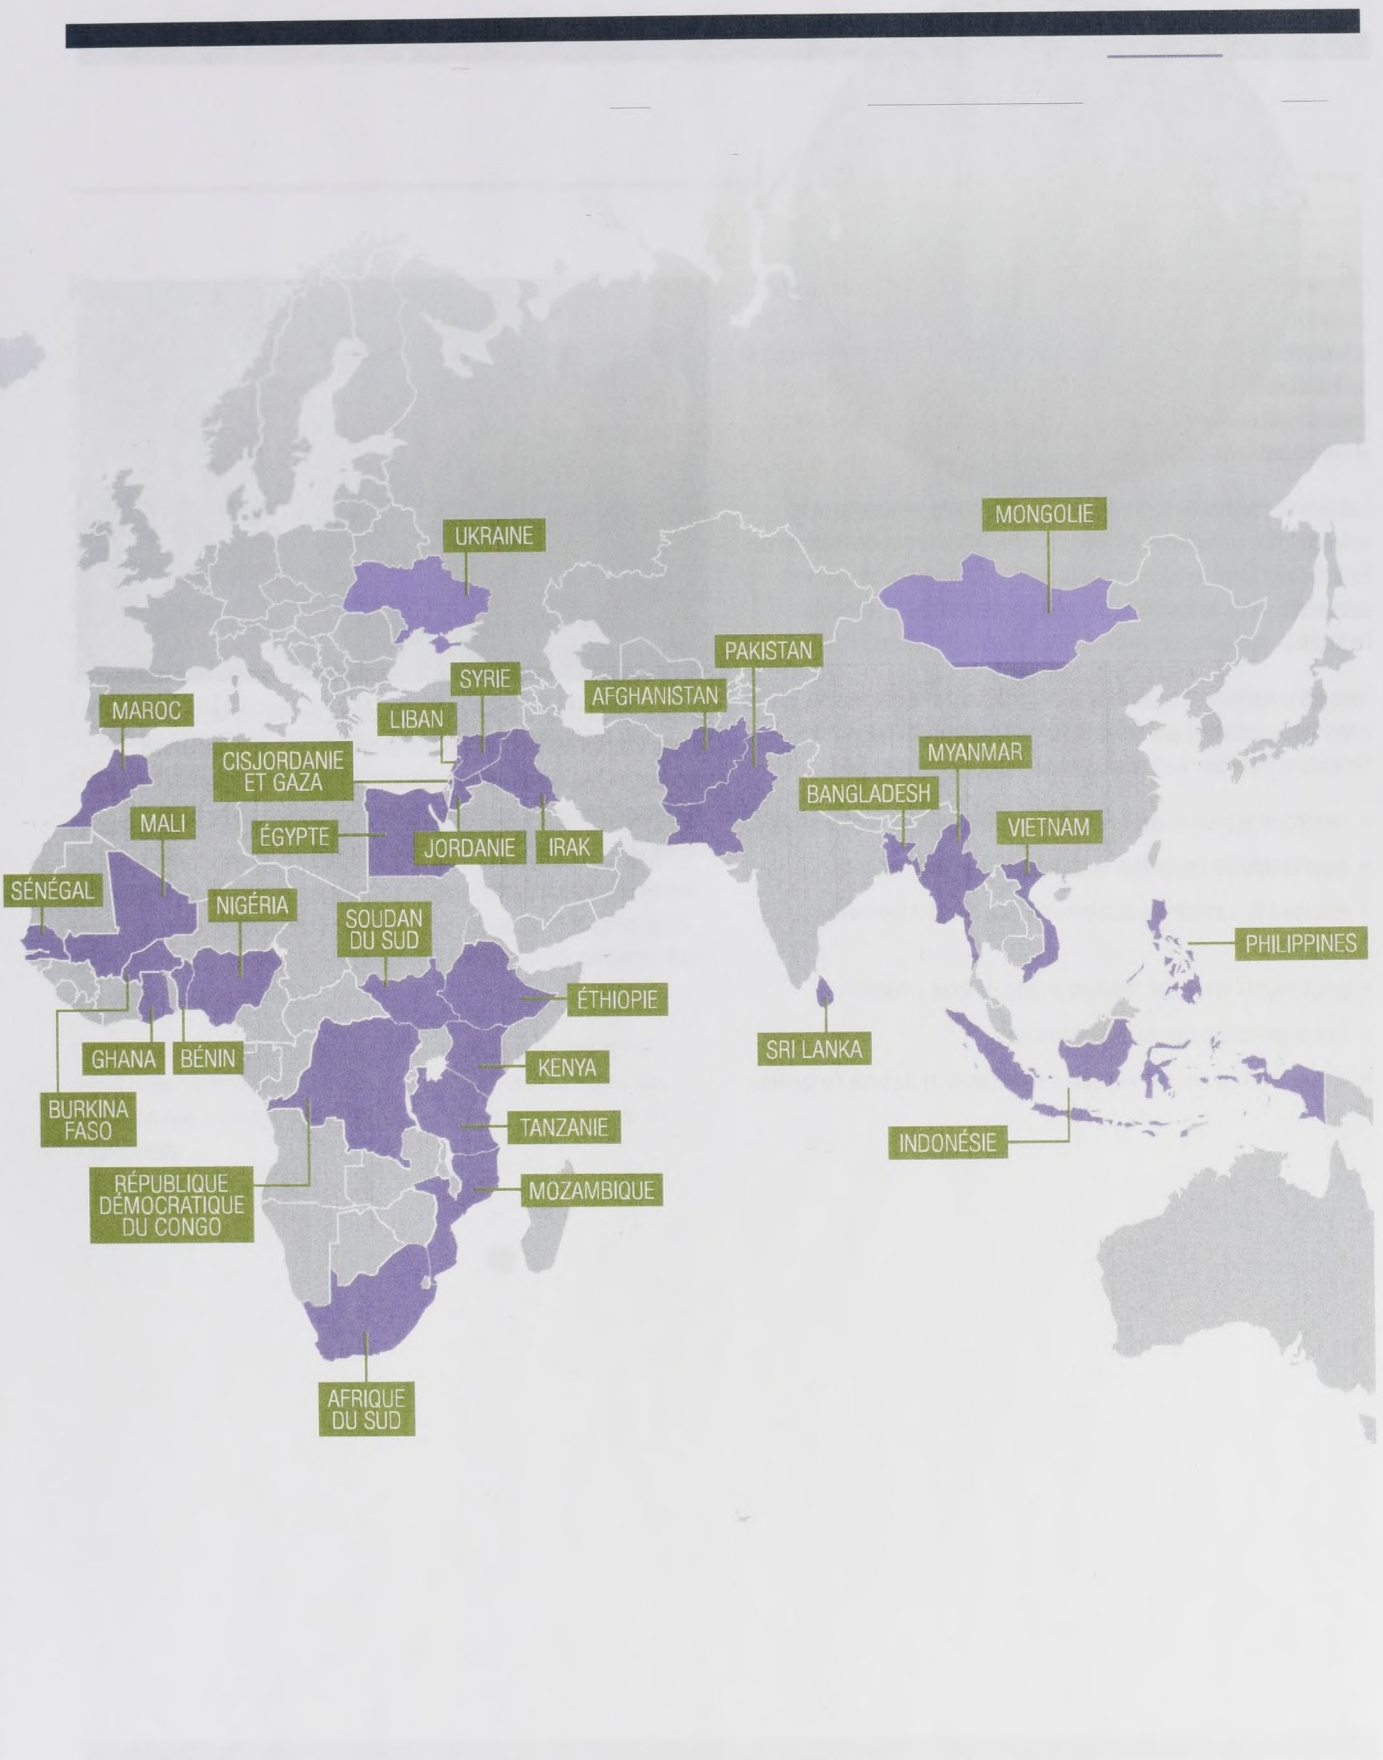 MONGOLIE
UKRAINE
PAKISTAN
SYRIE
AFGHANISTAN
MAROC
LIBAN
MYANMAR
CISJORDANIE
ET GAZA
BANGLADESH
MALI
ÉGYPTE
JORDANIE
IRAK
VIETNAM
SÉNÉGAL
NIGÉRIA
SOUDAN
DU SUD
PHILIPPINES
ÉTHIOPIE
GHANA
BÉNIN
SRI LANKA
KENYA
BURKINA
FASO
TANZANIE
INDONÉSIE
RÉPUBLIQUE
DÉMOCRATIQUE
DU CONGO
MOZAMBIQUE
AFRIQUE
DU SUD